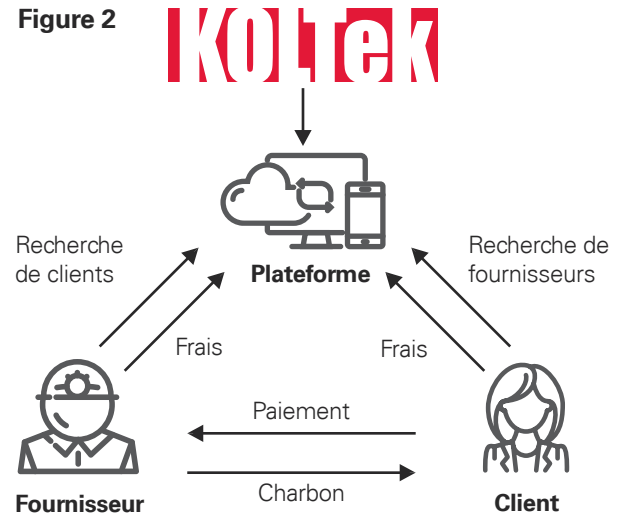 Figure 2
KOLTek
Recherche
de clients
Plateforme
Recherche de
fournisseurs
Frais
Frais
Paiement
Charbon
Fournisseur
Client